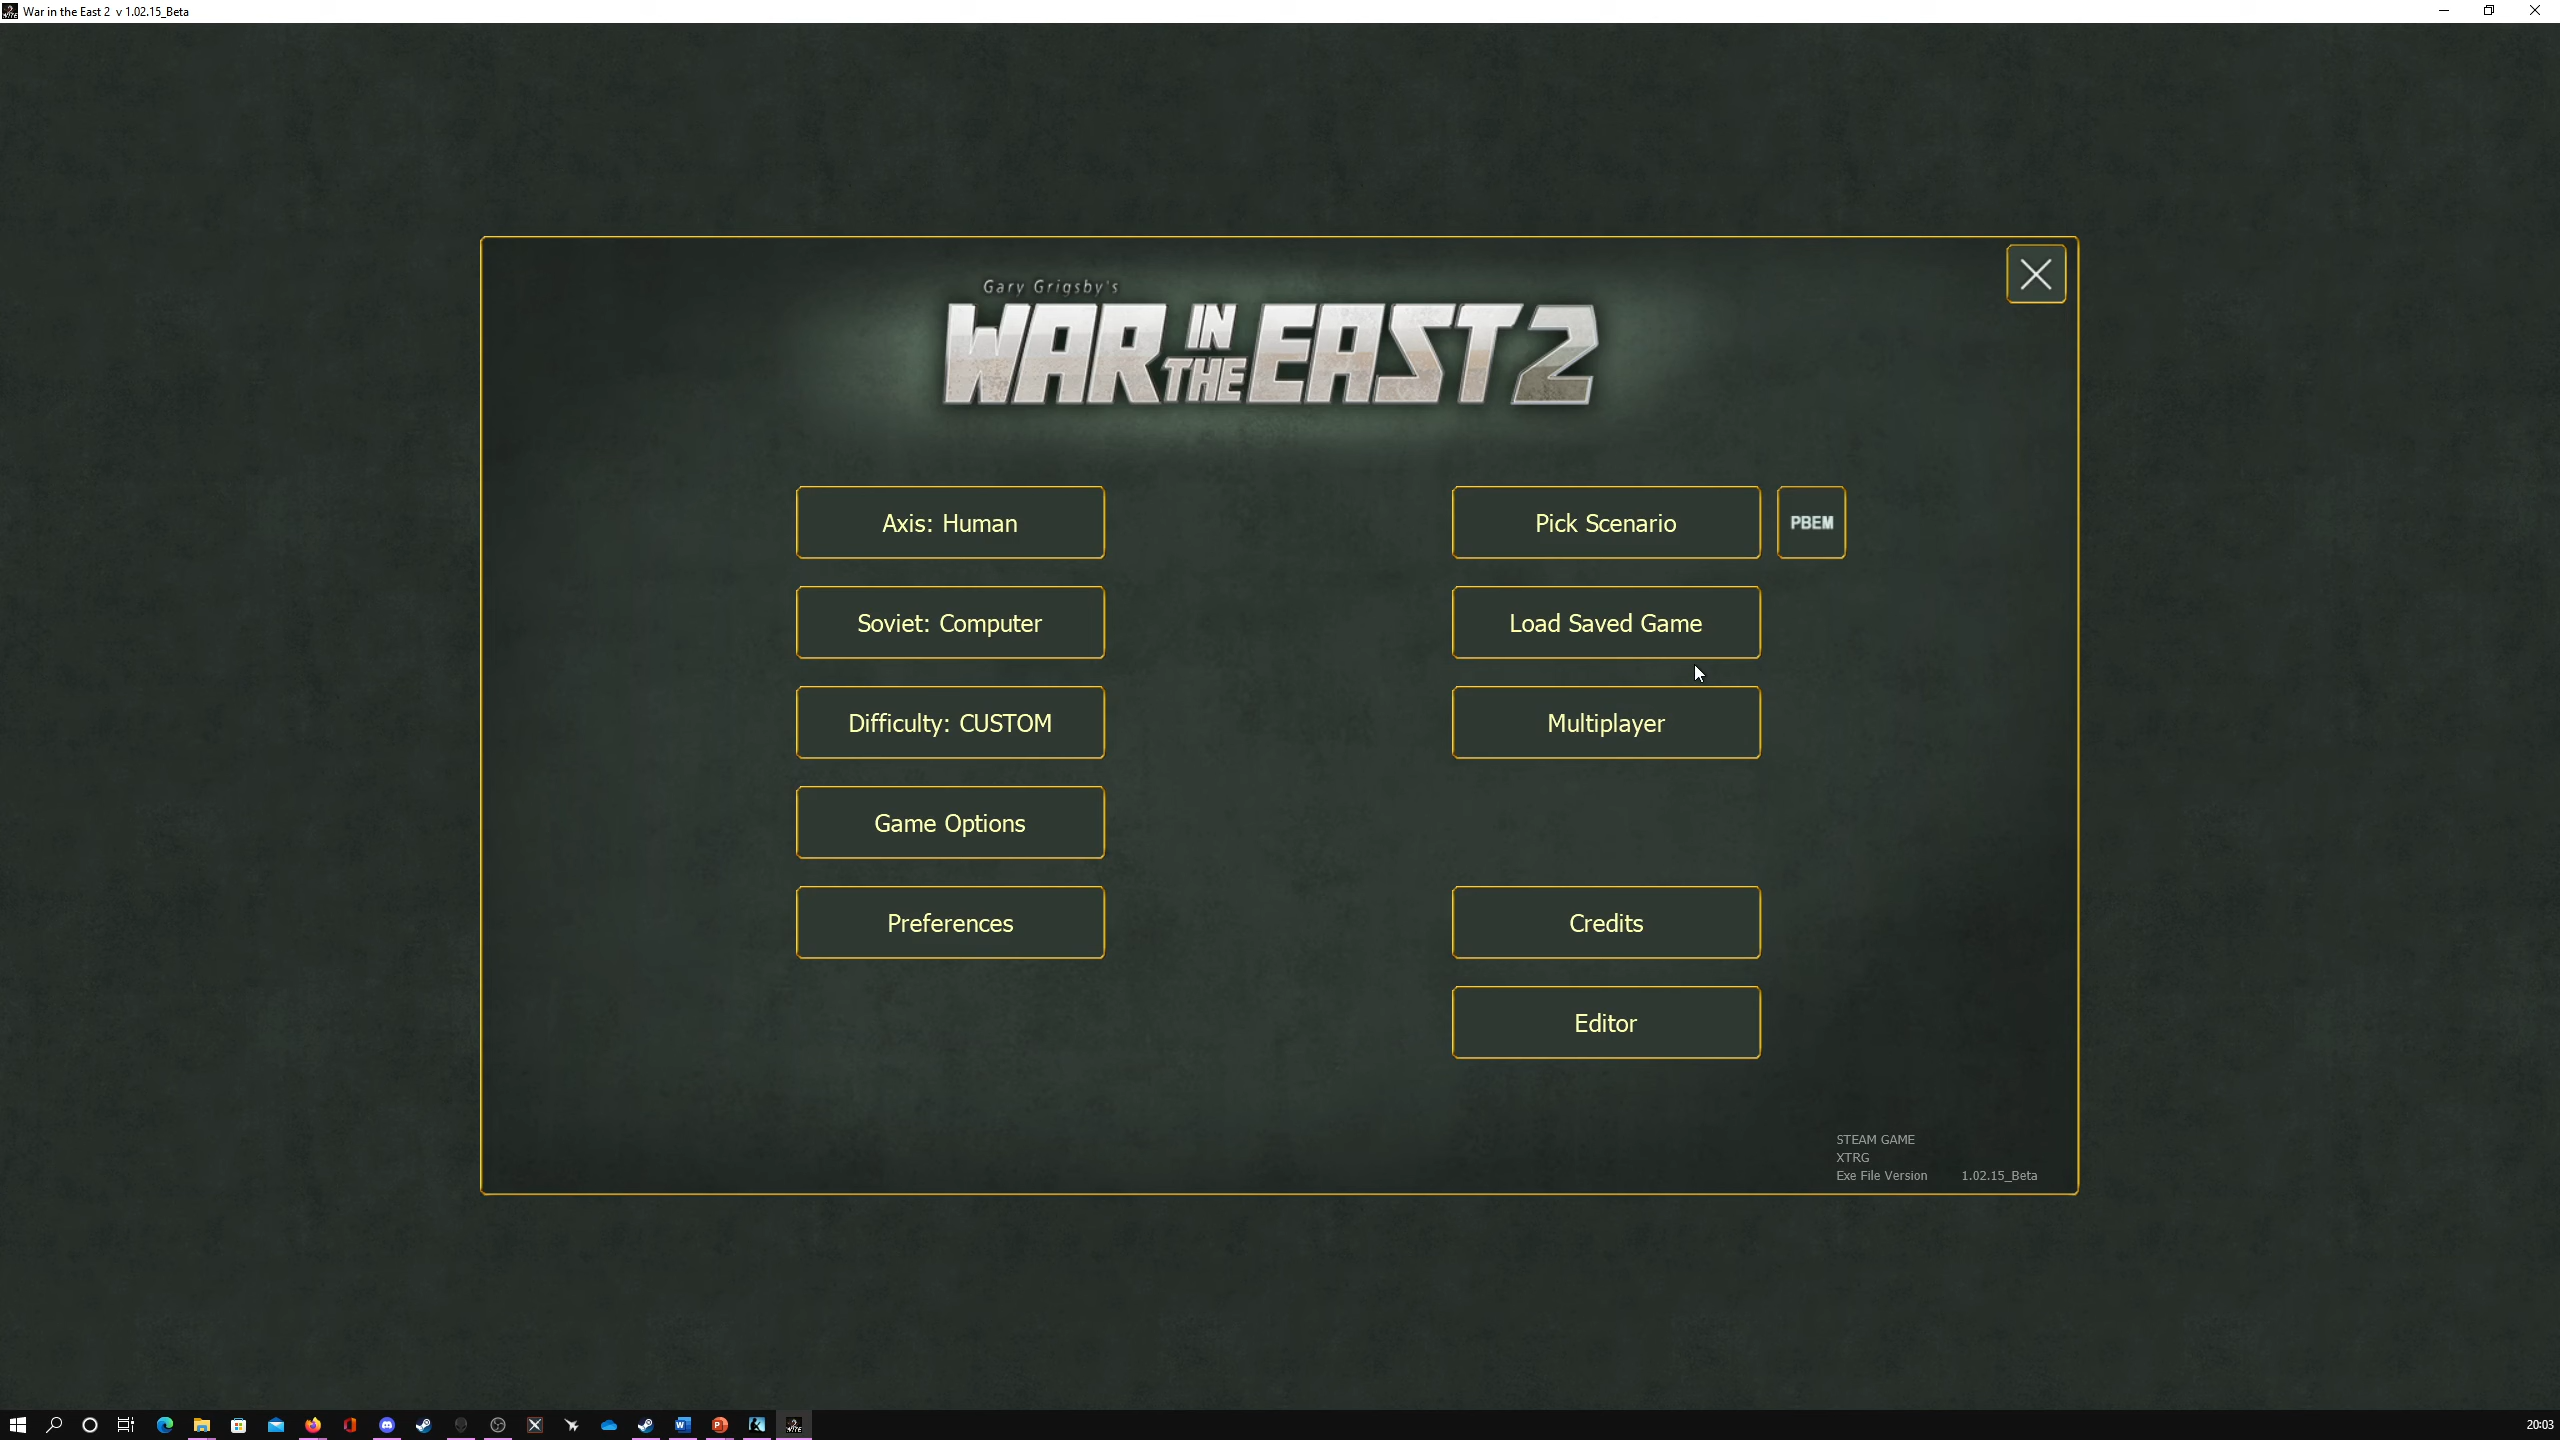 War in the East 2 v 1.02.15_Beta
Gary Grigsby's
WAR IN THE EAST 2
Axis: Human
Pick Scenario
PBEM
Soviet: Computer
Load Saved Game
Difficulty: CUSTOM
Multiplayer
Game Options
Preferences
Credits
Editor
STEAM GAME
XTRG
Exe File Version 1.02.15_Beta
20:03